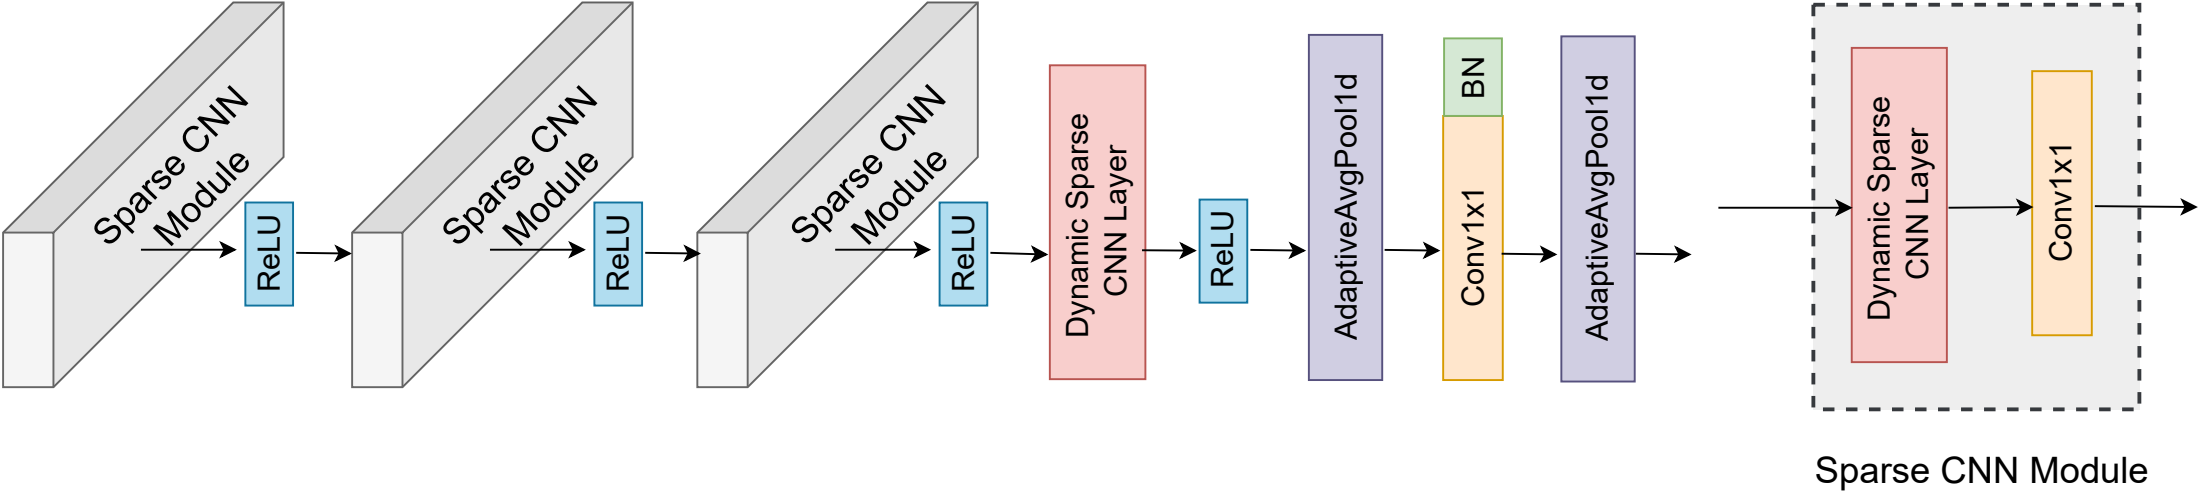 Sparse CNN
Module
ReLU
Sparse CNN
Module
ReLU
Sparse CNN
Module
ReLU
Dynamic Sparse
CNN Layer
ReLU
AdaptiveAvgPool1d
BN
Conv1x1
AdaptiveAvgPool1d
Dynamic Sparse
CNN Layer
Conv1x1
Sparse CNN Module